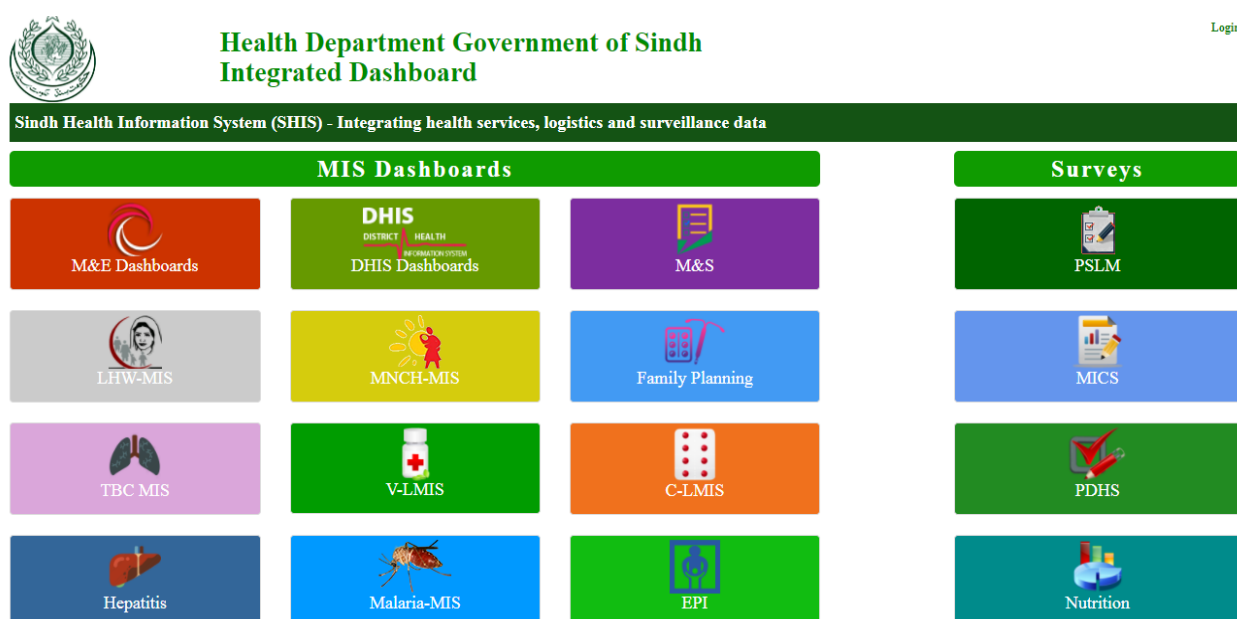 Health Department Government of Sindh
Integrated Dashboard
Sindh Health Information System (SHIS) - Integrating health services, logistics and surveillance data
MIS Dashboards
Surveys
M&E Dashboards
DHIS
DISTRICT HEALTH
INFORMATION SYSTEM
DHIS Dashboards
M&S
PSLM
LHW-MIS
MNCH-MIS
Family Planning
MICS
TBC MIS
V-LMIS
C-LMIS
PDHS
Hepatitis
Malaria-MIS
EPI
Nutrition